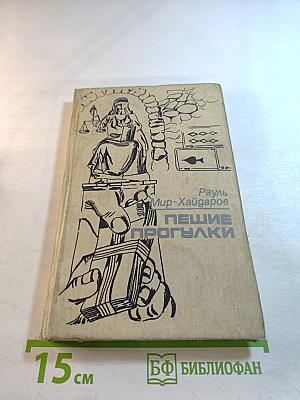 Рауль
Мир-Хайдаров
ПЕШИЕ
ПРОГУЛКИ
15 см
БФ БИБЛИОФАН